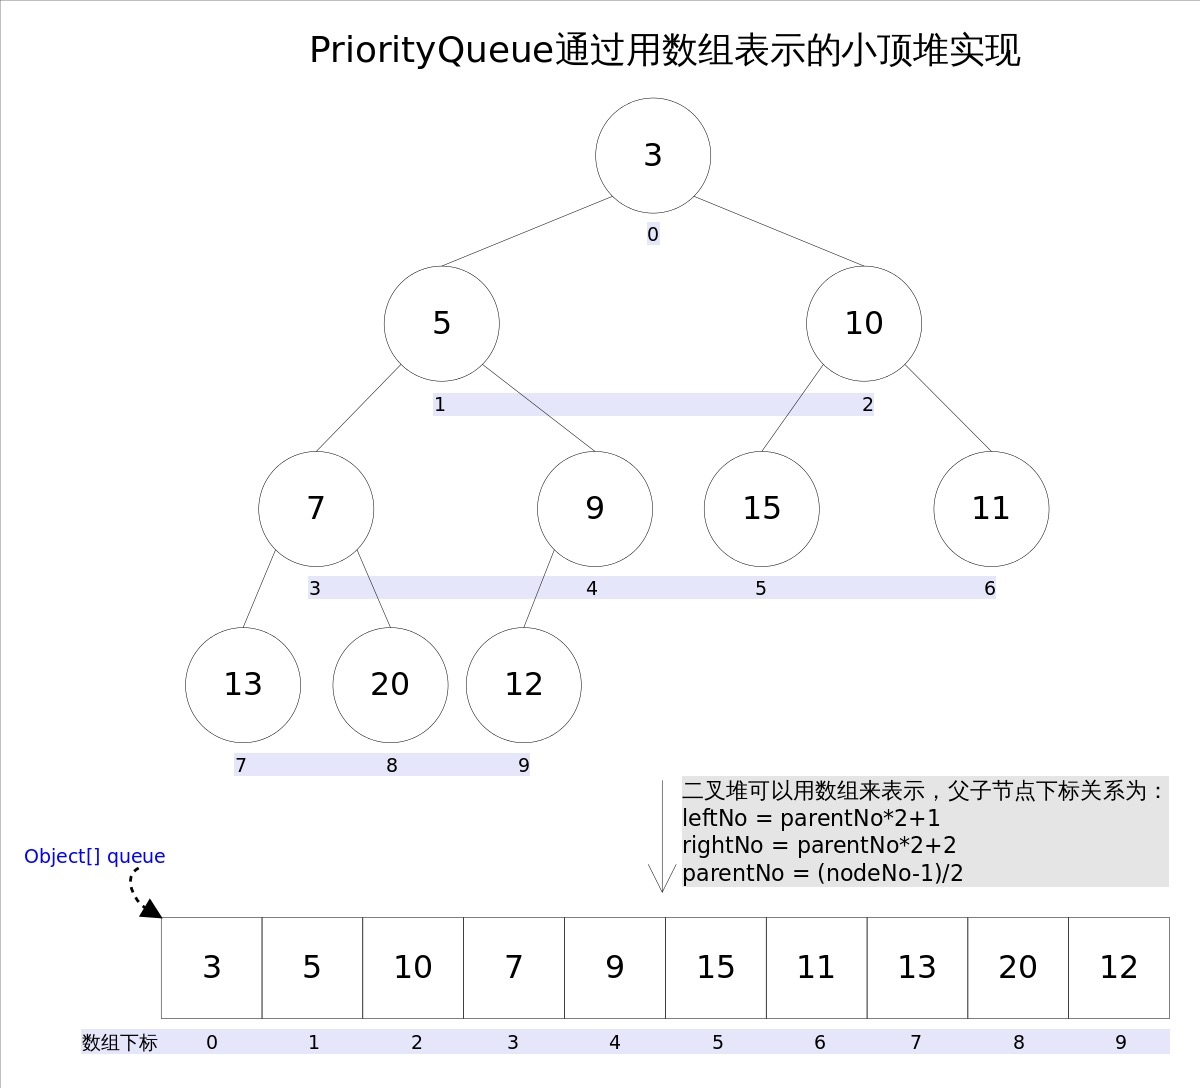 PriorityQueue通过用数组表示的小顶堆实现
3
0
5 10
1 2
7 9 15 11
3 4 5 6
13 20 12
7 8 9
二叉堆可以用数组来表示，父子节点下标关系为：
leftNo = parentNo*2+1
rightNo = parentNo*2+2
parentNo = (nodeNo-1)/2
Object[] queue
3 5 10 7 9 15 11 13 20 12
数组下标 0 1 2 3 4 5 6 7 8 9